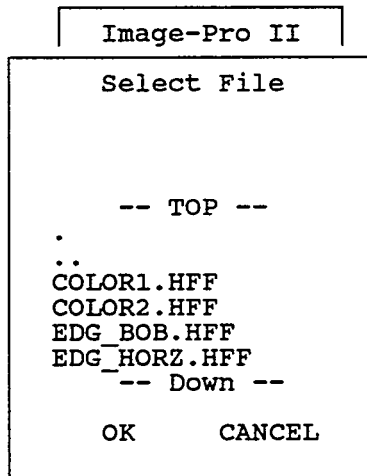 Image-Pro II
Select File
-- TOP --
.
..
COLOR1.HFF
COLOR2.HFF
EDG_BOB.HFF
EDG_HORZ.HFF
-- Down --
OK CANCEL